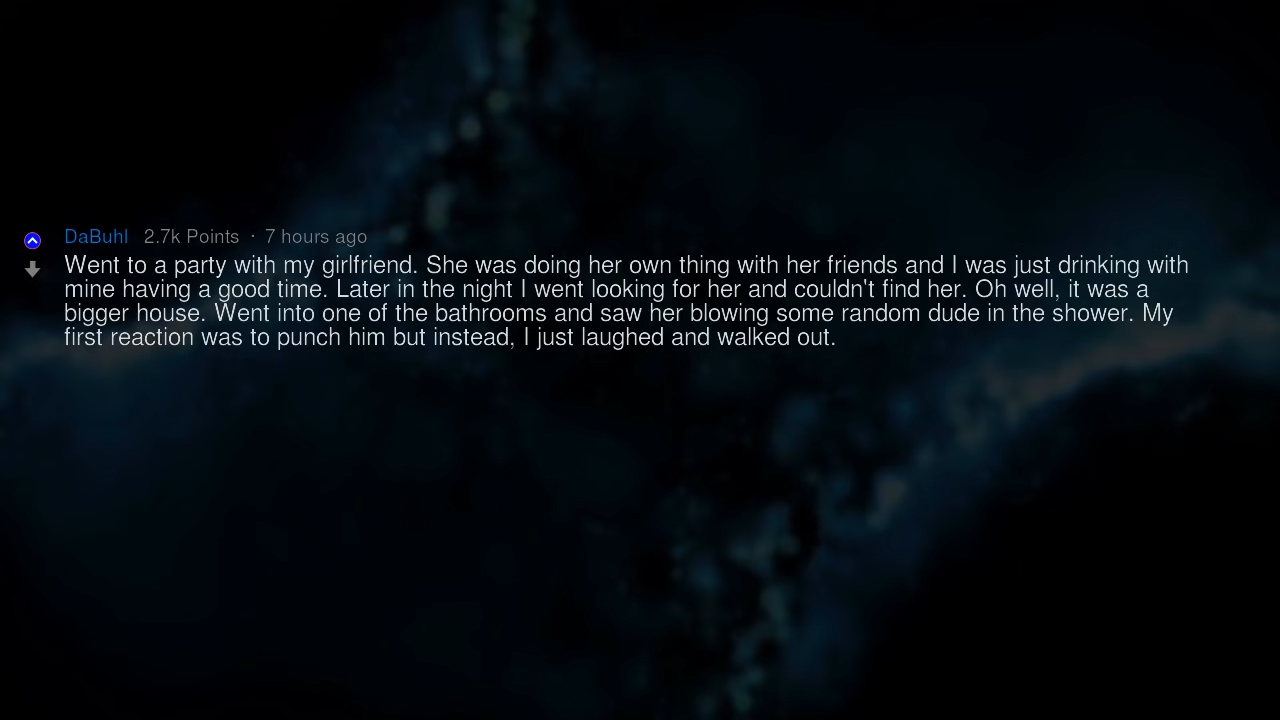 DaBuhl 2.7k Points · 7 hours ago
Went to a party with my girlfriend. She was doing her own thing with her friends and I was just drinking with
mine having a good time. Later in the night I went looking for her and couldn't find her. Oh well, it was a
bigger house. Went into one of the bathrooms and saw her blowing some random dude in the shower. My
first reaction was to punch him but instead, I just laughed and walked out.